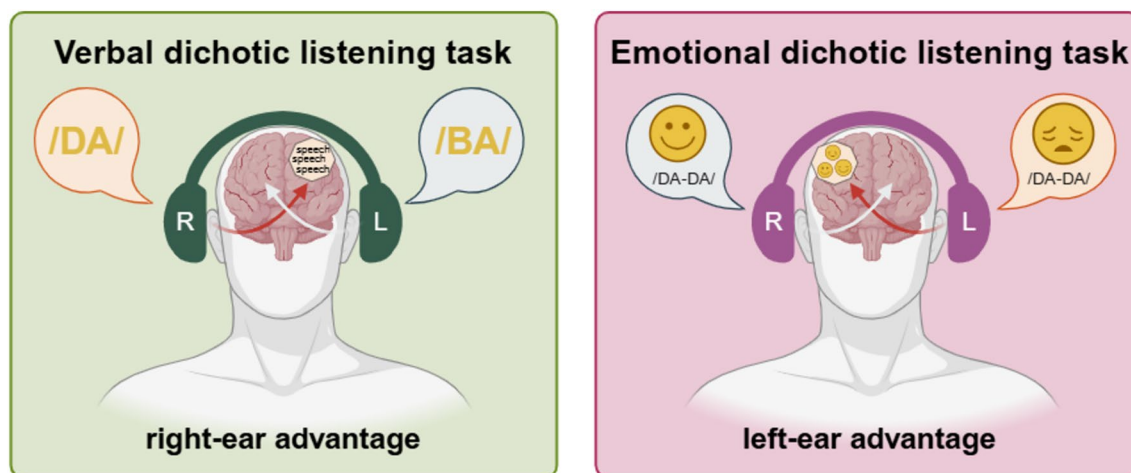 Verbal dichotic listening task
/DA/
/BA/
speech
speech
speech
R
L
right-ear advantage
Emotional dichotic listening task
/DA-DA/
/DA-DA/
R
L
left-ear advantage